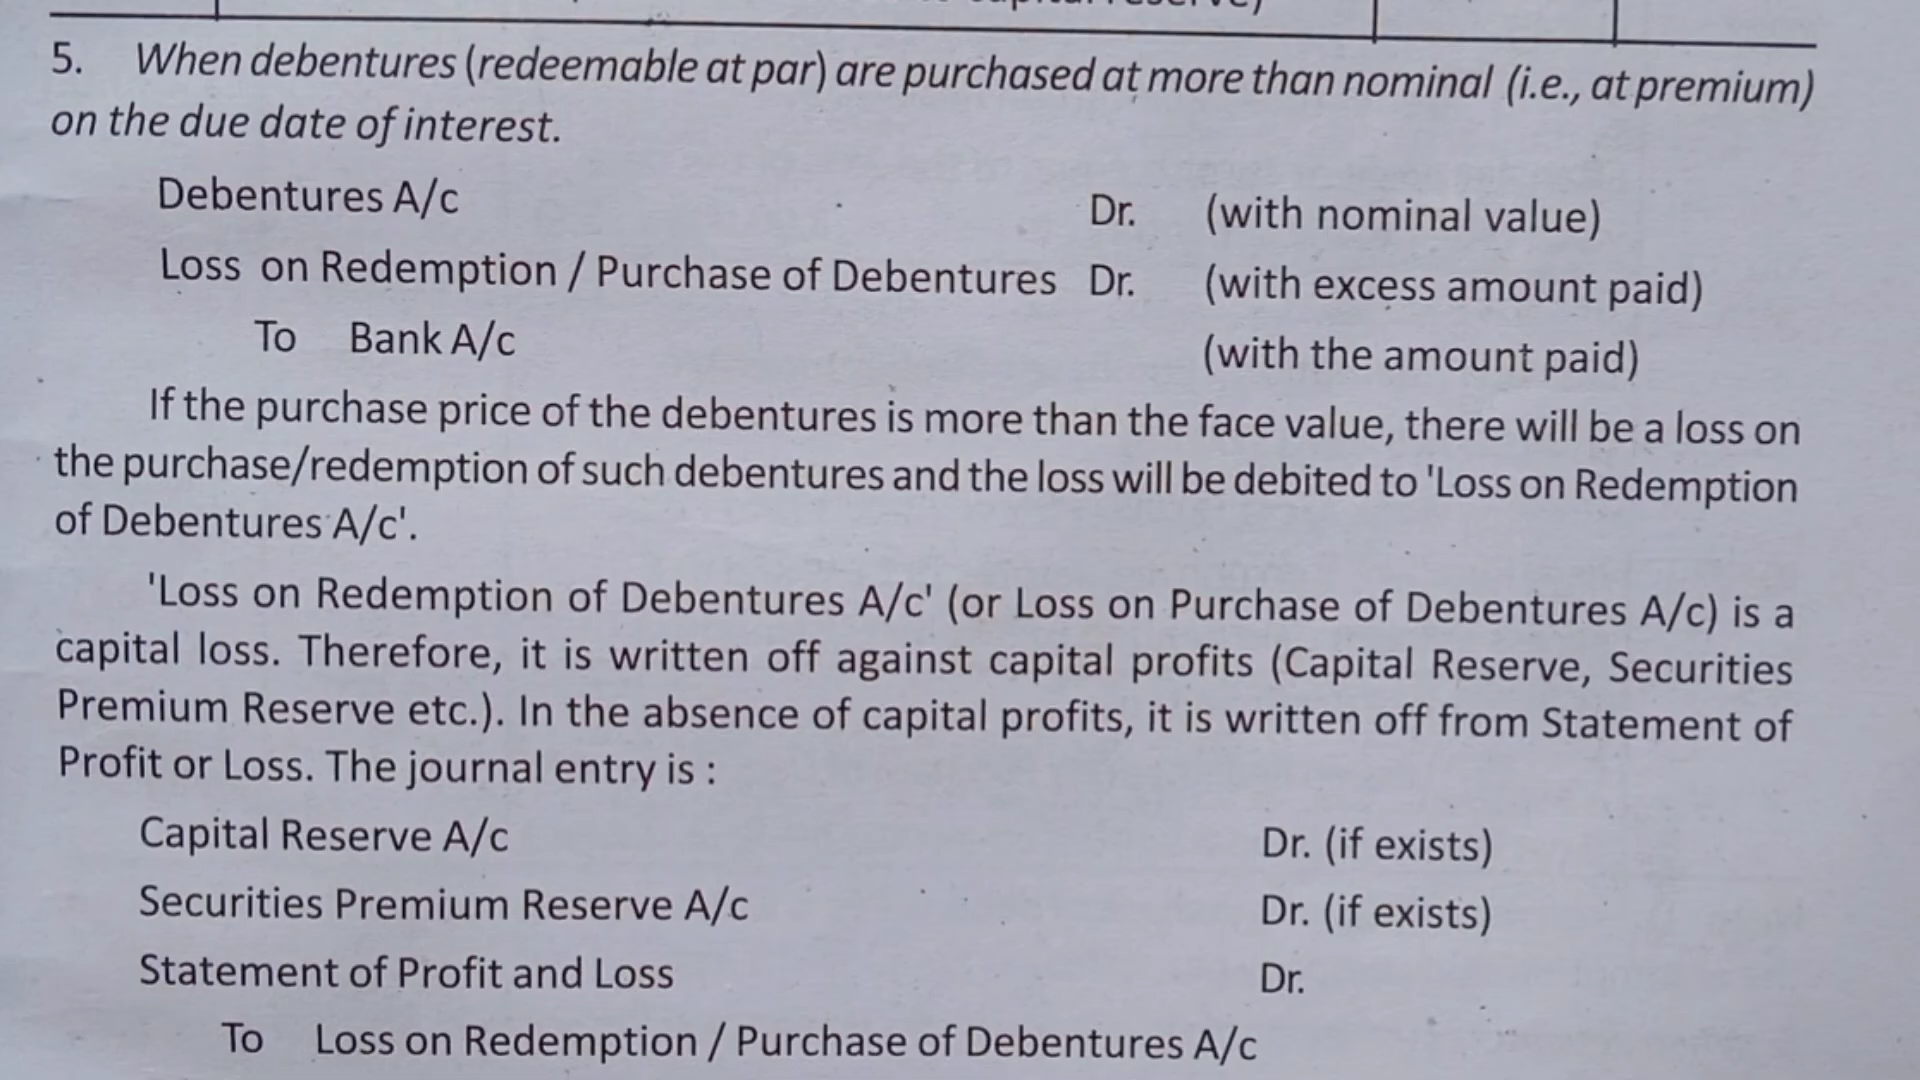 5. When debentures (redeemable at par) are purchased at more than nominal (i.e., at premium)
on the due date of interest.
Debentures A/c Dr. (with nominal value)
Loss on Redemption / Purchase of Debentures Dr. (with excess amount paid)
To Bank A/c (with the amount paid)
If the purchase price of the debentures is more than the face value, there will be a loss on
the purchase/redemption of such debentures and the loss will be debited to 'Loss on Redemption
of Debentures A/c'.
'Loss on Redemption of Debentures A/c' (or Loss on Purchase of Debentures A/c) is a
capital loss. Therefore, it is written off against capital profits (Capital Reserve, Securities
Premium Reserve etc.). In the absence of capital profits, it is written off from Statement of
Profit or Loss. The journal entry is :
Capital Reserve A/c Dr. (if exists)
Securities Premium Reserve A/c Dr. (if exists)
Statement of Profit and Loss Dr.
To Loss on Redemption / Purchase of Debentures A/c